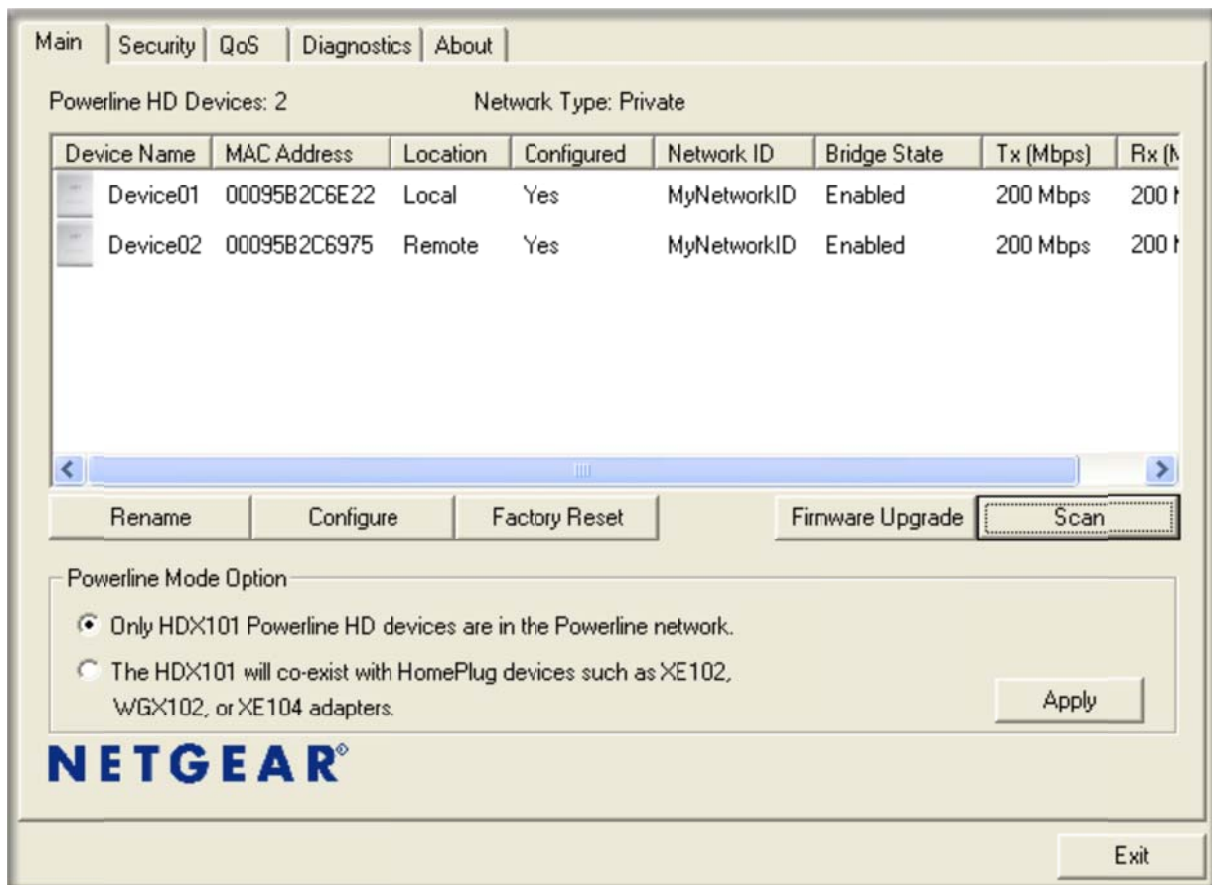 Main Security QoS Diagnostics About
Powerline HD Devices: 2 Network Type: Private
Device Name MAC Address Location Configured Network ID Bridge State Tx (Mbps) Rx (M
Device01 00095B2C6E22 Local Yes MyNetworkID Enabled 200 Mbps 200 M
Device02 00095B2C6975 Remote Yes MyNetworkID Enabled 200 Mbps 200 M
Rename Configure Factory Reset Firmware Upgrade Scan
Powerline Mode Option
Only HDX101 Powerline HD devices are in the Powerline network.
The HDX101 will co-exist with HomePlug devices such as XE102,
WGX102, or XE104 adapters.
Apply
NETGEAR®
Exit